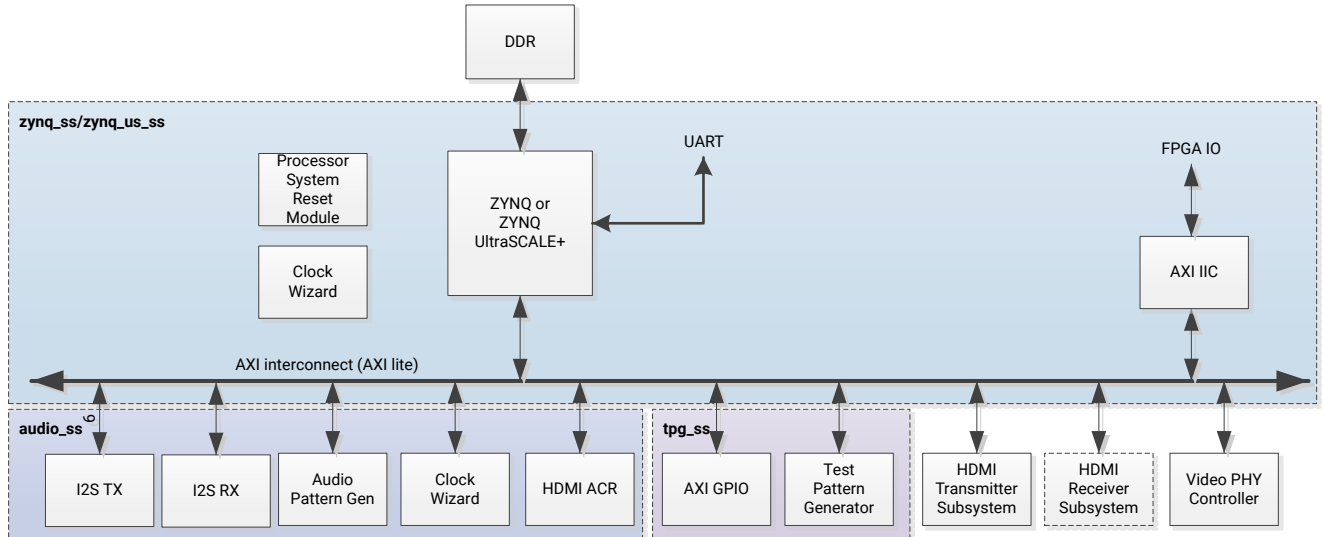 DDR
zynq_ss/zynq_us_ss
Processor
System
Reset
Module
Clock
Wizard
ZYNQ or
ZYNQ
UltraSCALE+
UART
FPGA IO
AXI IIC
AXI interconnect (AXI lite)
audio_ss
9
I2S TX
I2S RX
Audio
Pattern Gen
Clock
Wizard
HDMI ACR
tpg_ss
AXI GPIO
Test
Pattern
Generator
HDMI
Transmitter
Subsystem
HDMI
Receiver
Subsystem
Video PHY
Controller